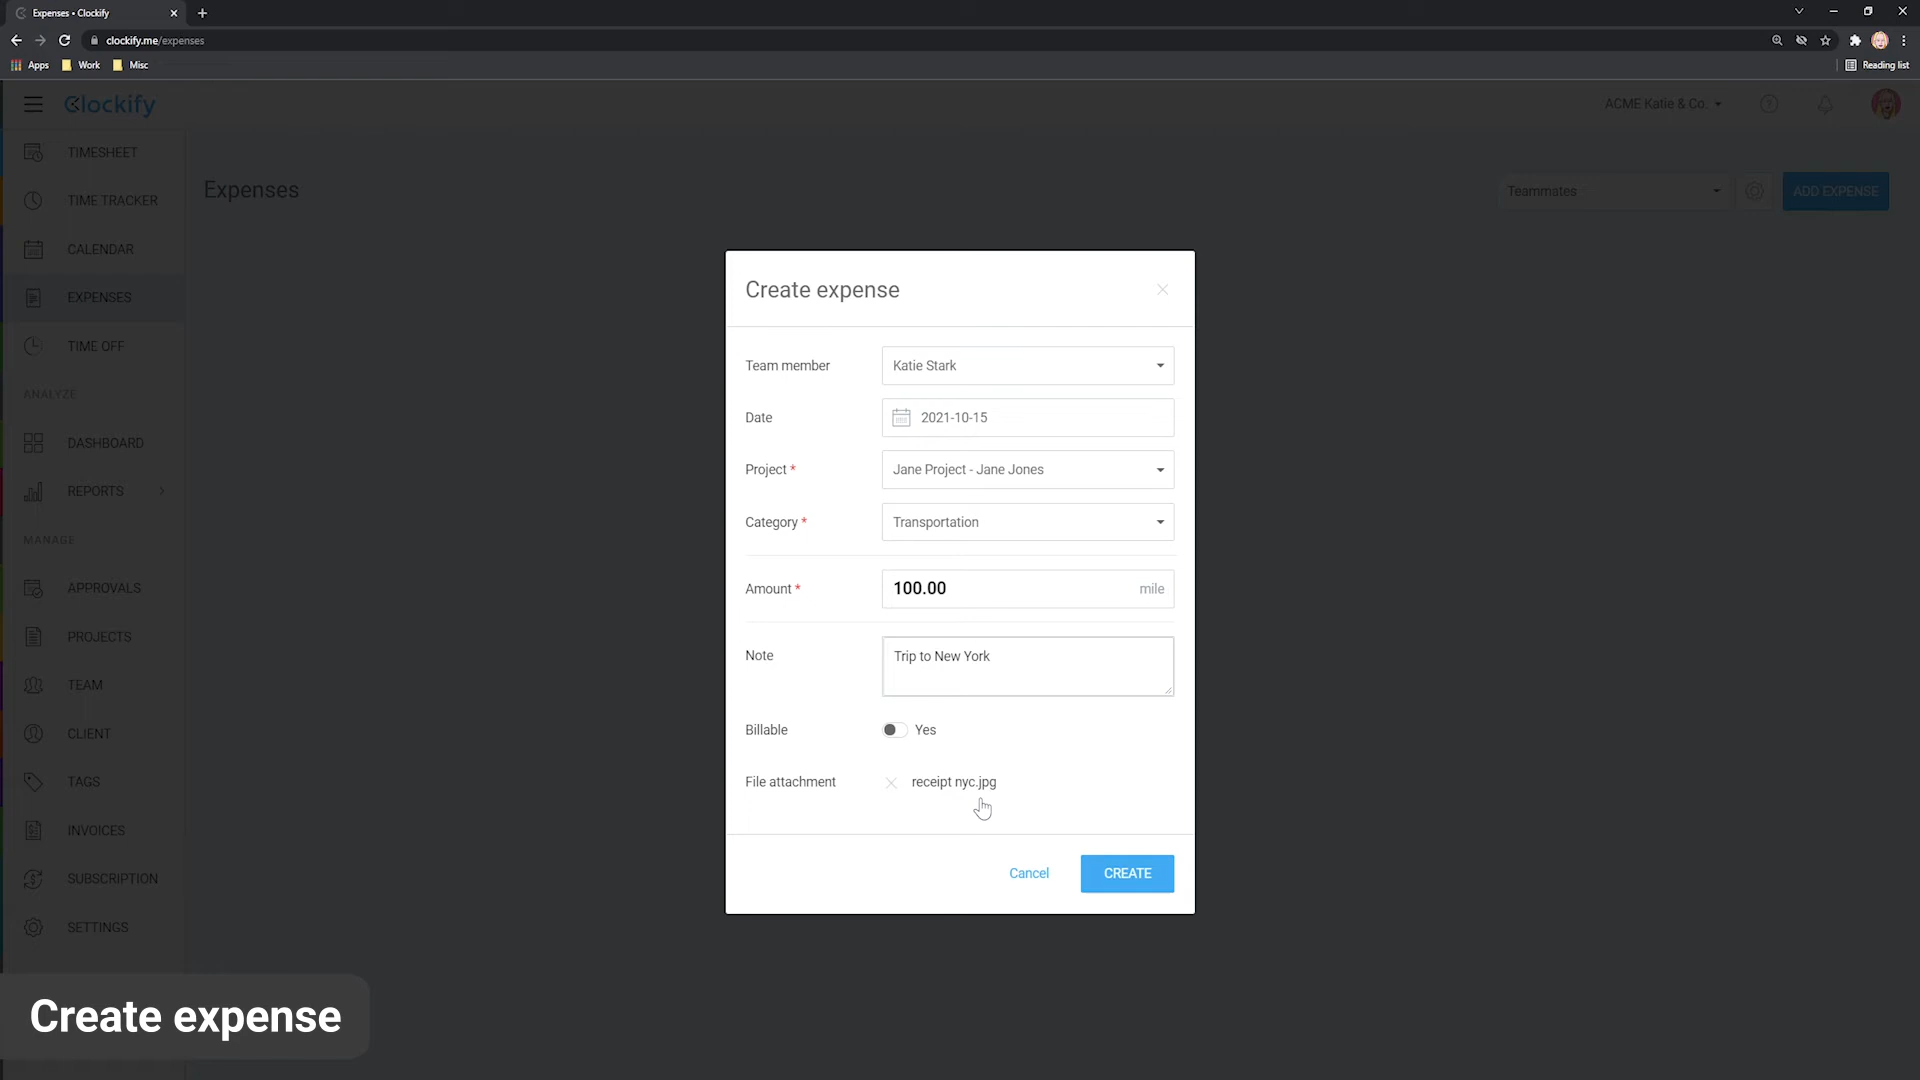 Expenses • Clockify
clockify.me/expenses
Apps Work Misc
Reading list
Clockify
ACME Katie & Co.
TIMESHEET
TIME TRACKER
CALENDAR
EXPENSES
TIME OFF
ANALYZE
DASHBOARD
REPORTS
MANAGE
APPROVALS
PROJECTS
TEAM
CLIENT
TAGS
INVOICES
SUBSCRIPTION
SETTINGS
Expenses
Teammates
ADD EXPENSE
Create expense
Team member Katie Stark
Date 2021-10-15
Project * Jane Project - Jane Jones
Category * Transportation
Amount * 100.00 mile
Note Trip to New York
Billable Yes
File attachment receipt nyc.jpg
Cancel CREATE
Create expense